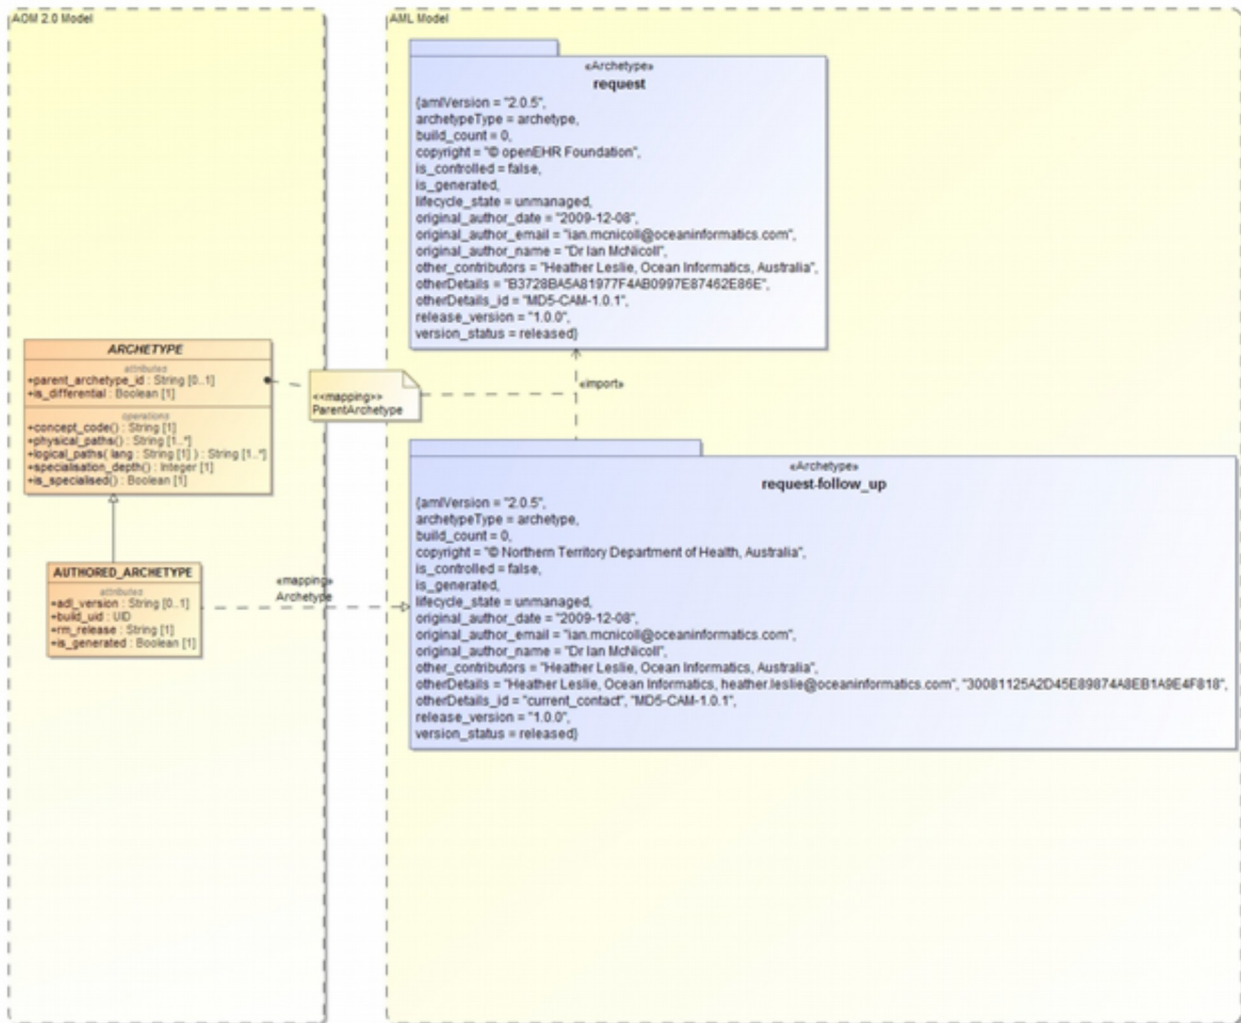 AOM 2.0 Model
ARCHETYPE
attributes
+parent_archetype_id : String [0..1]
+is_differential : Boolean [1]
operations
+concept_code() : String [1]
+physical_paths() : String [1..*]
+logical_paths( lang : String [1] ) : String [1..*]
+specialisation_depth() : Integer [1]
+is_specialised() : Boolean [1]
AUTHORED_ARCHETYPE
attributes
+adl_version : String [0..1]
+build_uid : UID
+rm_release : String [1]
+is_generated : Boolean [1]
<<mapping>>
ParentArchetype
«mapping»
Archetype
AML Model
«Archetype»
request
{amlVersion = "2.0.5",
archetypeType = archetype,
build_count = 0,
copyright = "© openEHR Foundation",
is_controlled = false,
is_generated,
lifecycle_state = unmanaged,
original_author_date = "2009-12-08",
original_author_email = "ian.mcnicoll@oceaninformatics.com",
original_author_name = "Dr Ian McNicoll",
other_contributors = "Heather Leslie, Ocean Informatics, Australia",
otherDetails = "B3728BA5A81977F4AB0997E87462E86E",
otherDetails_id = "MD5-CAM-1.0.1",
release_version = "1.0.0",
version_status = released}
«import»
«Archetype»
request-follow_up
{amlVersion = "2.0.5",
archetypeType = archetype,
build_count = 0,
copyright = "© Northern Territory Department of Health, Australia",
is_controlled = false,
is_generated,
lifecycle_state = unmanaged,
original_author_date = "2009-12-08",
original_author_email = "ian.mcnicoll@oceaninformatics.com",
original_author_name = "Dr Ian McNicoll",
other_contributors = "Heather Leslie, Ocean Informatics, Australia",
otherDetails = "Heather Leslie, Ocean Informatics, heather.leslie@oceaninformatics.com", "30081125A2D45E89874A8EB1A9E4F818",
otherDetails_id = "current_contact", "MD5-CAM-1.0.1",
release_version = "1.0.0",
version_status = released}